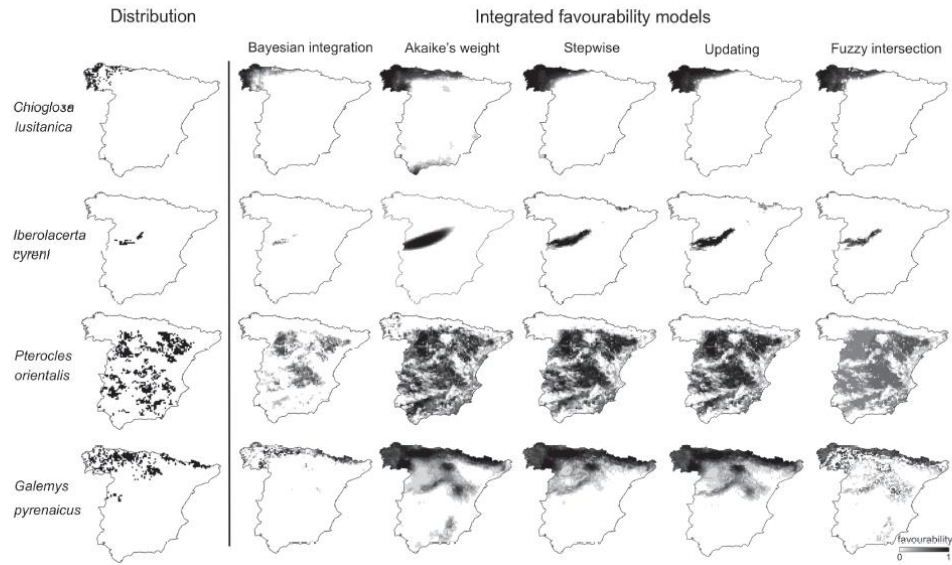 Distribution
Integrated favourability models
Bayesian integration
Akaike's weight
Stepwise
Updating
Fuzzy intersection
Chioglosa
lusitanica
Iberolacerta
cyreni
Pterocles
orientalis
Galemys
pyrenaicus
favourability
0 1